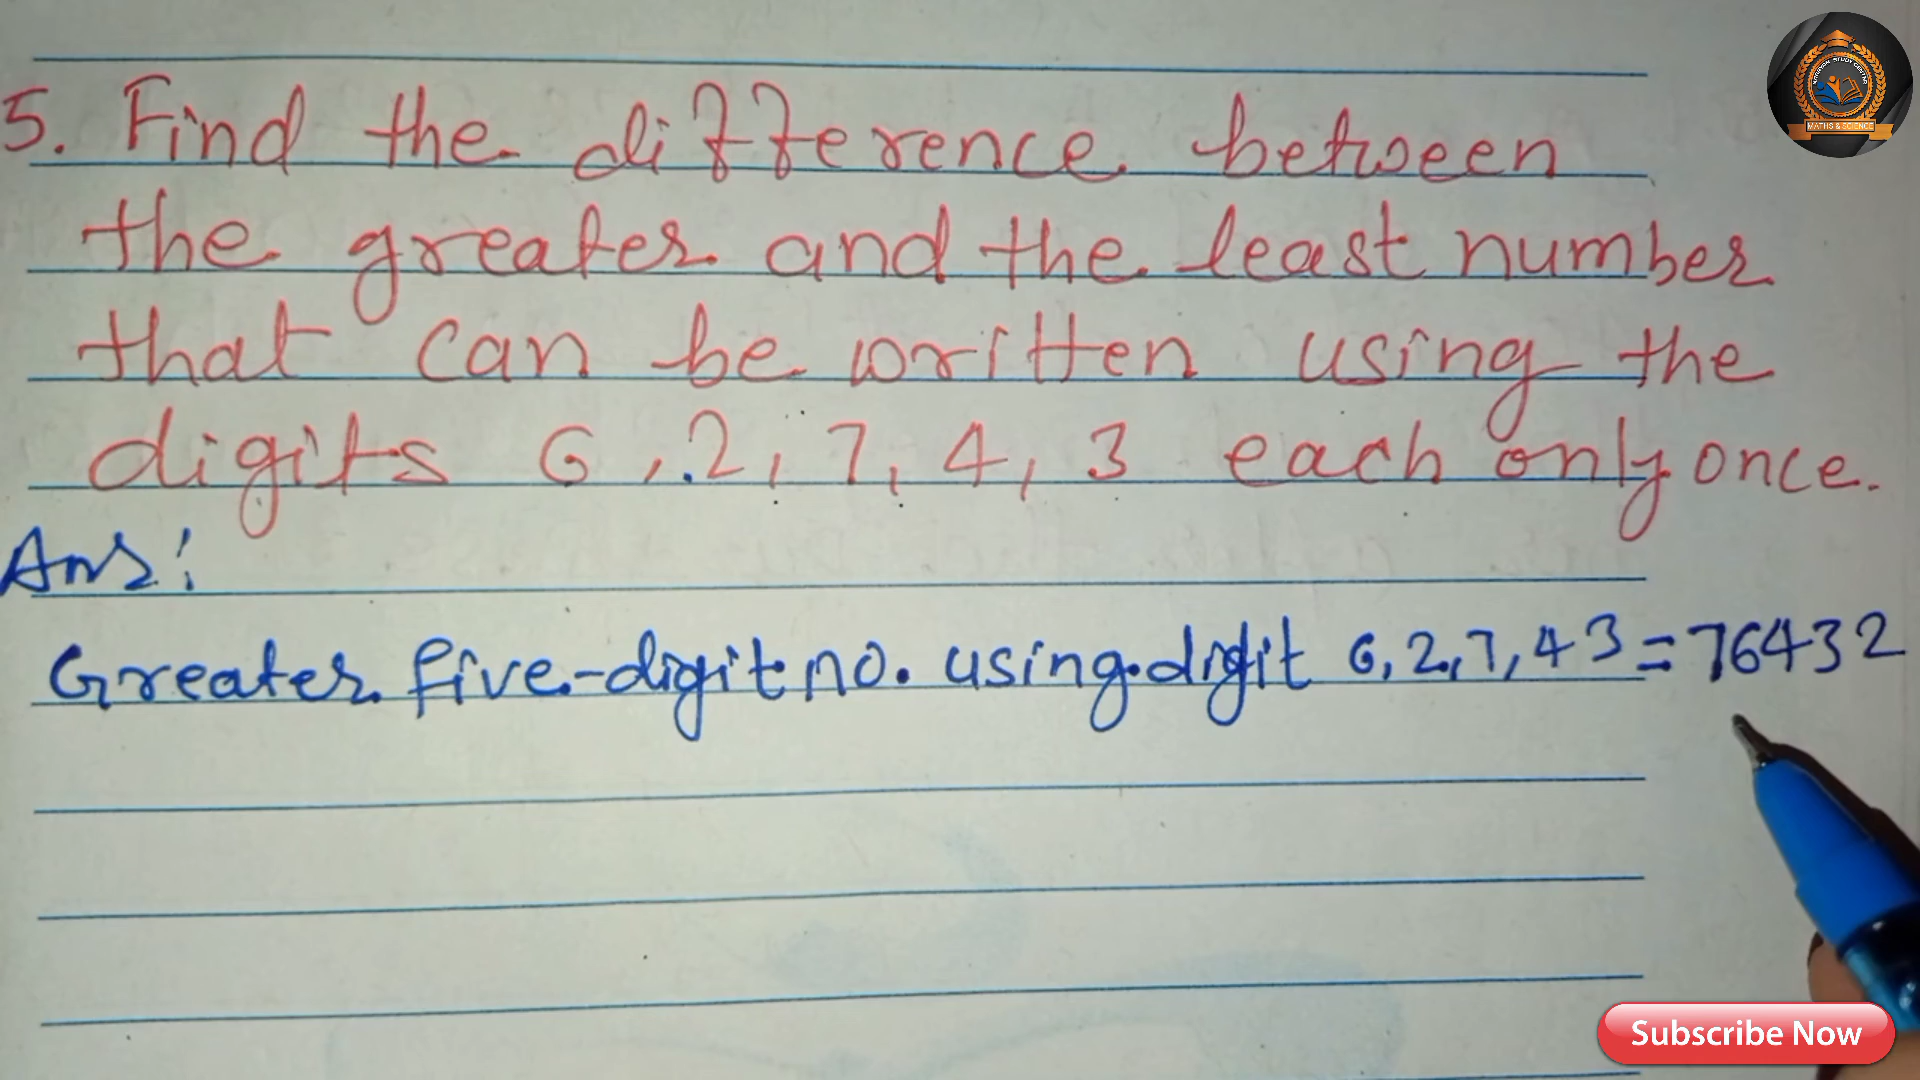 5. Find the difference between
the greater and the least number
that can be written using the
digits 6, 2, 7, 4, 3 each only once.
Ans:
Greater five-digit no. using digit 6, 2, 7, 4 3 = 76432
MATHS & SCIENCE
Subscribe Now